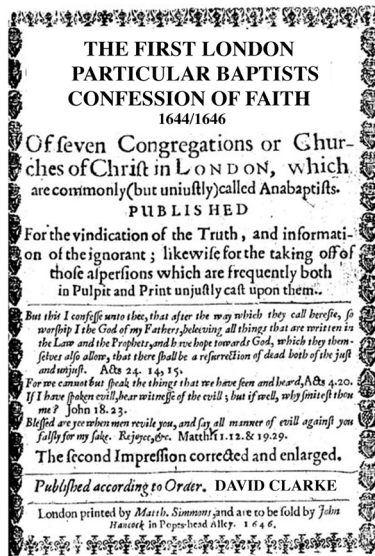 THE FIRST LONDON
PARTICULAR BAPTISTS
CONFESSION OF FAITH
1644/1646
Of ſeven Congregations or Chur-
ches of Chriſt in LONDON, which
are commonly (but uniuſtly) called Anabaptiſts.
PUBLISHED
For the vindication of the Truth, and informati-
on of the ignorant; likewiſe for the taking off of
thoſe aſperſions which are frequently both
in Pulpit and Print unjuſtly caſt upon them.
But this I confeſſe unto thee, that after the way which they call hereſie, ſo
worſhip I the God of my Fathers, beleeving all things that are written in
the Law and the Prophets, and have hope towards God, which they them-
ſelves alſo allow, that there ſhall be a reſurrection of dead both of the juſt
and unjuſt. Acts 24. 14, 15.
For we cannot but ſpeak the things that we have ſeen and heard, Acts 4.20.
If I have ſpoken evill, bear witneſſe of the evill; but if well, why ſmiteſt thou
me? John 18. 23.
Bleſſed are yee when men revile you, and ſay all manner of evill againſt you
falſly for my ſake. Rejoyce, &c. Matth. 11.12. & 19.29.
The ſecond Impreſſion corrected and enlarged.
Publiſhed according to Order. DAVID CLARKE
London printed by Matth. Simmons, and are to be ſold by John
Hancock in Popes-head Alley. 1646.